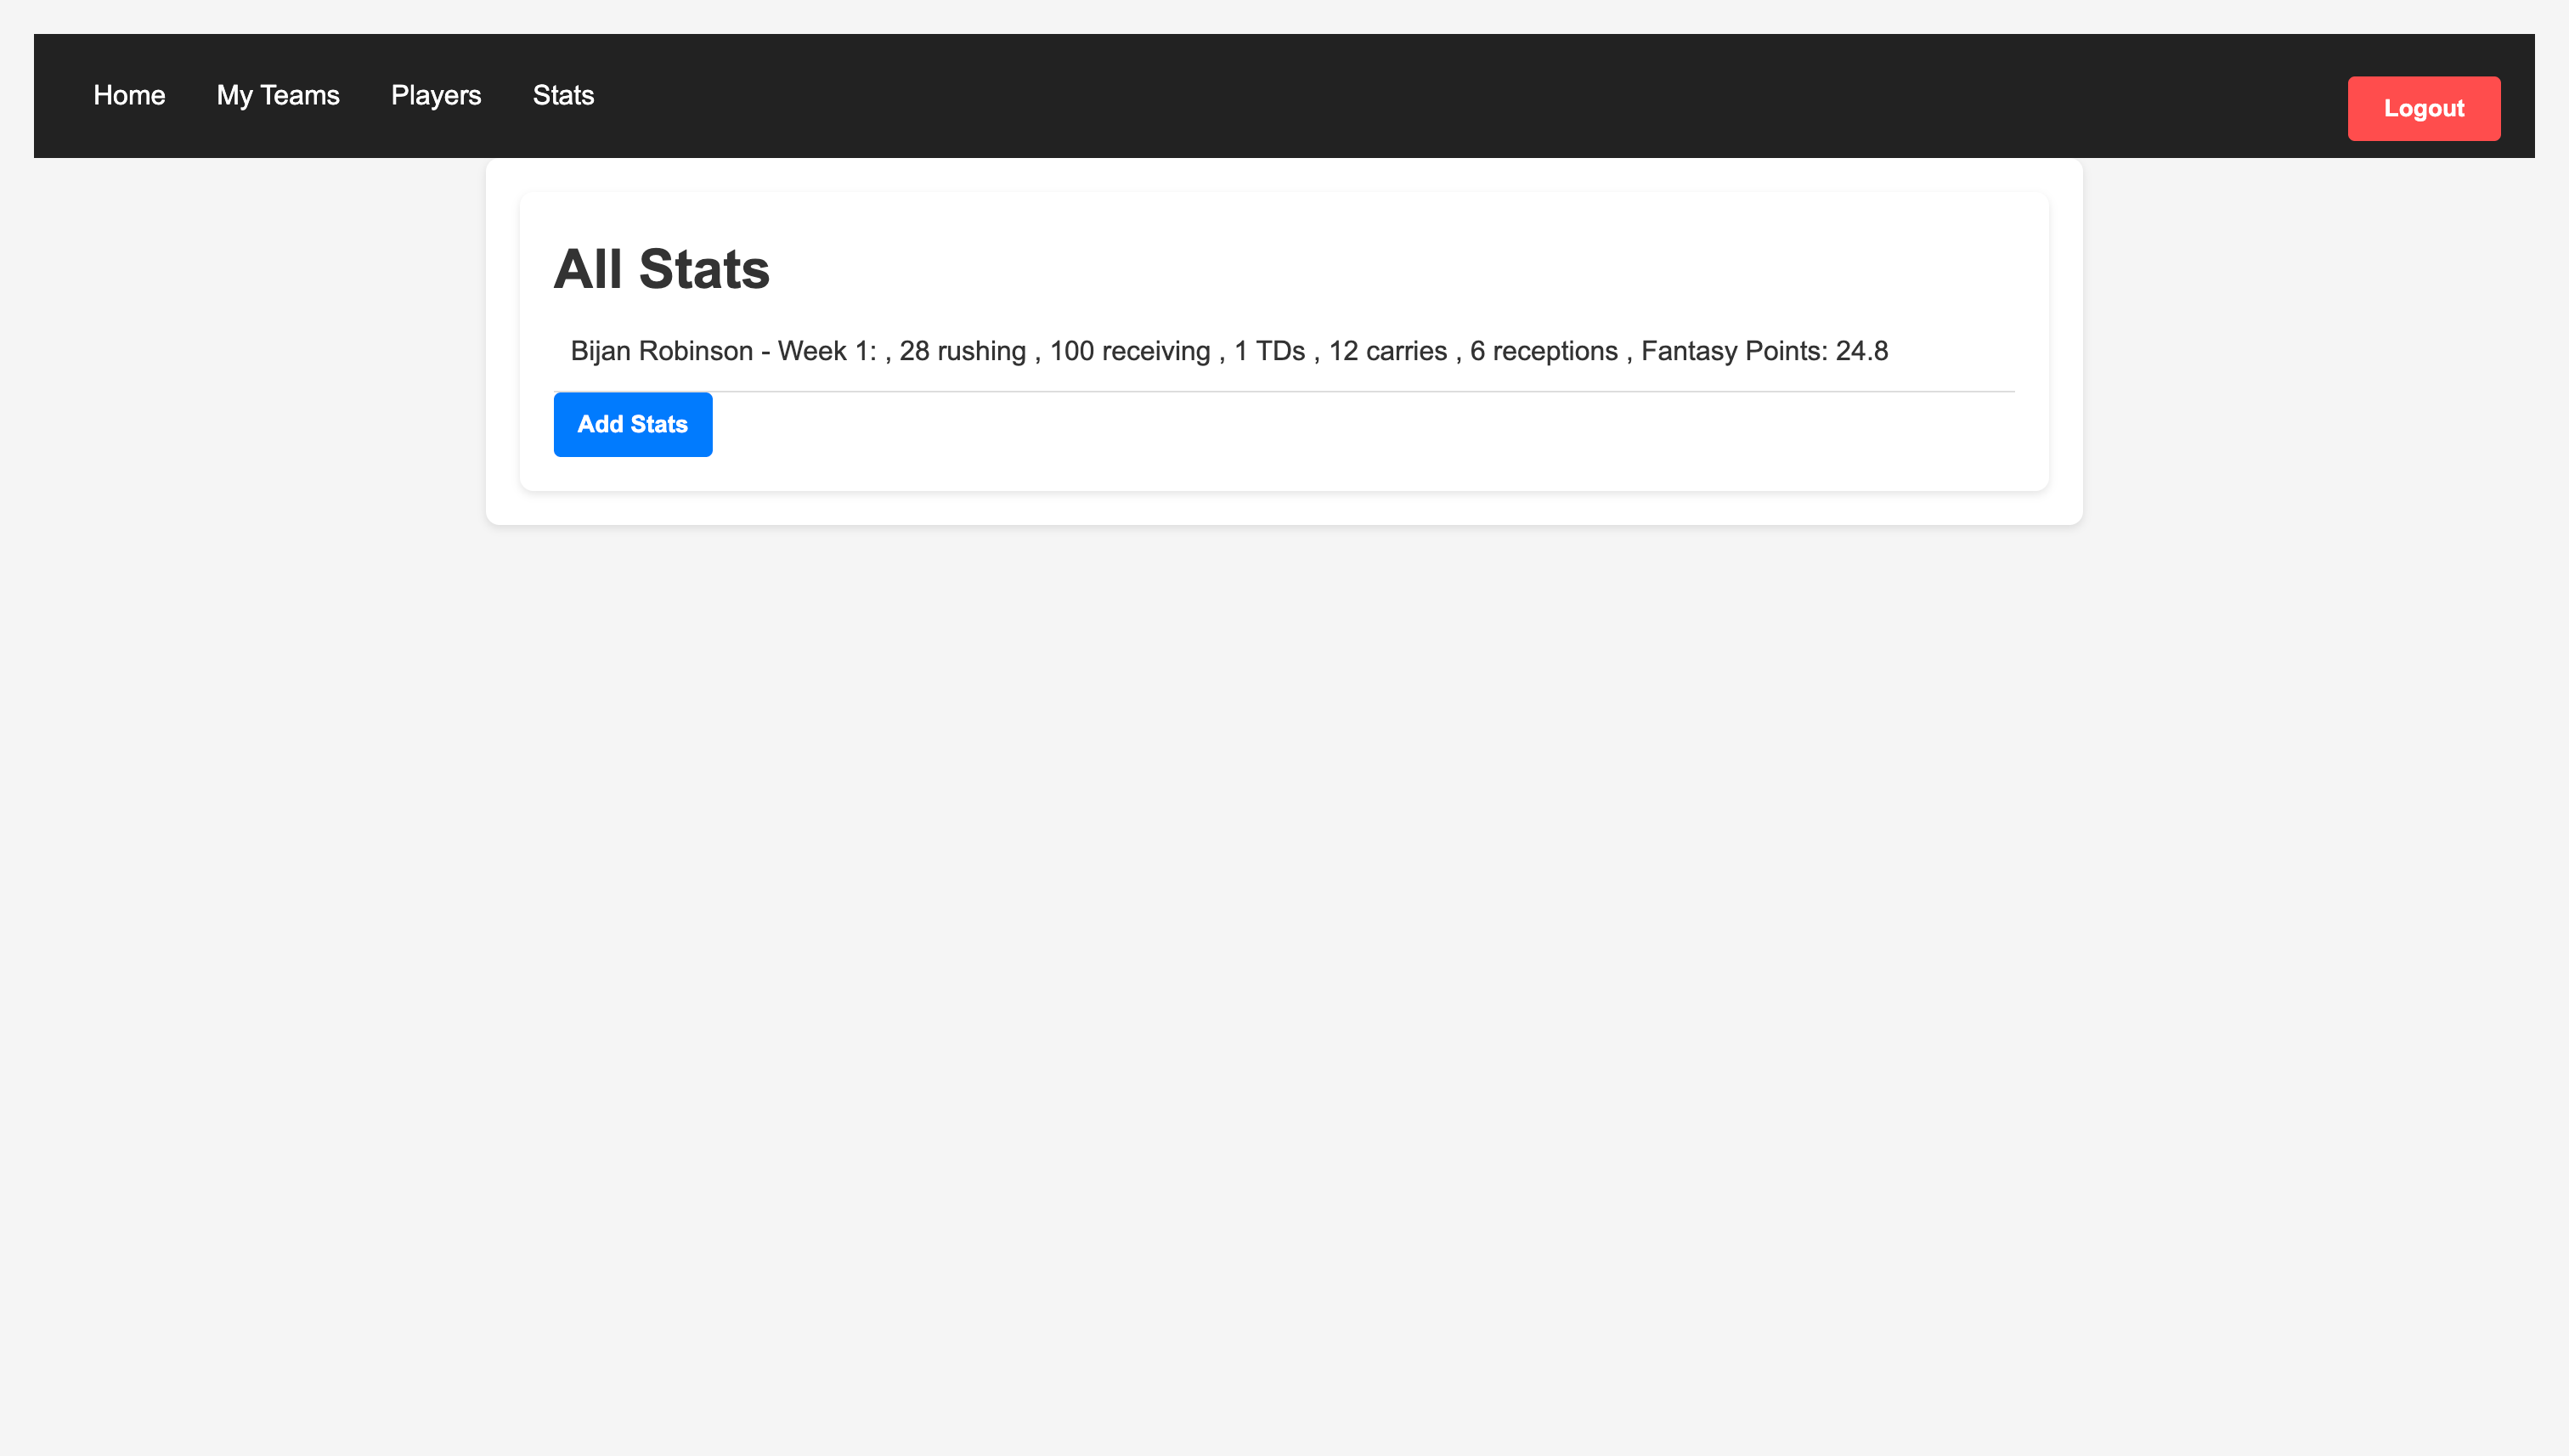 Home My Teams Players Stats Logout
All Stats
Bijan Robinson - Week 1: , 28 rushing , 100 receiving , 1 TDs , 12 carries , 6 receptions , Fantasy Points: 24.8
Add Stats